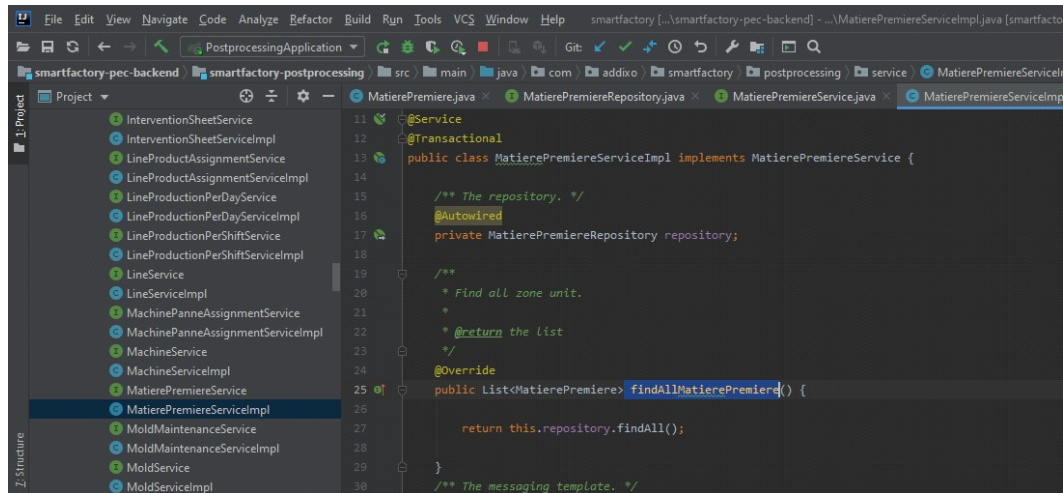 File Edit View Navigate Code Analyze Refactor Build Run Tools VCS Window Help smartfactory [...\smartfactory-pec-backend] - ...\MatierePremiereServiceImpl.java [smartfacto
PostprocessingApplication Git:
smartfactory-pec-backend smartfactory-postprocessing src main java com addixo smartfactory postprocessing service MatierePremiereServiceIm
1: Project
Project
MatierePremiere.java MatierePremiereRepository.java MatierePremiereService.java MatierePremiereServiceImp
InterventionSheetService
InterventionSheetServiceImpl
LineProductAssignmentService
LineProductAssignmentServiceImpl
LineProductionPerDayService
LineProductionPerDayServiceImpl
LineProductionPerShiftService
LineProductionPerShiftServiceImpl
LineService
LineServiceImpl
MachinePanneAssignmentService
MachinePanneAssignmentServiceImpl
MachineService
MachineServiceImpl
MatierePremiereService
MatierePremiereServiceImpl
MoldMaintenanceService
MoldMaintenanceServiceImpl
MoldService
MoldServiceImpl
Z: Structure
11 @Service
12 @Transactional
13 public class MatierePremiereServiceImpl implements MatierePremiereService {
14
15 /** The repository. */
16 @Autowired
17 private MatierePremiereRepository repository;
18
19 /**
20 * Find all zone unit.
21 *
22 * @return the list
23 */
24 @Override
25 public List<MatierePremiere> findAllMatierePremiere() {
26
27 return this.repository.findAll();
28
29 }
30 /** The messaging template. */